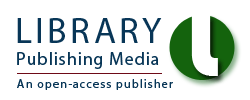 LIBRARY
Publishing Media
An open-access publisher